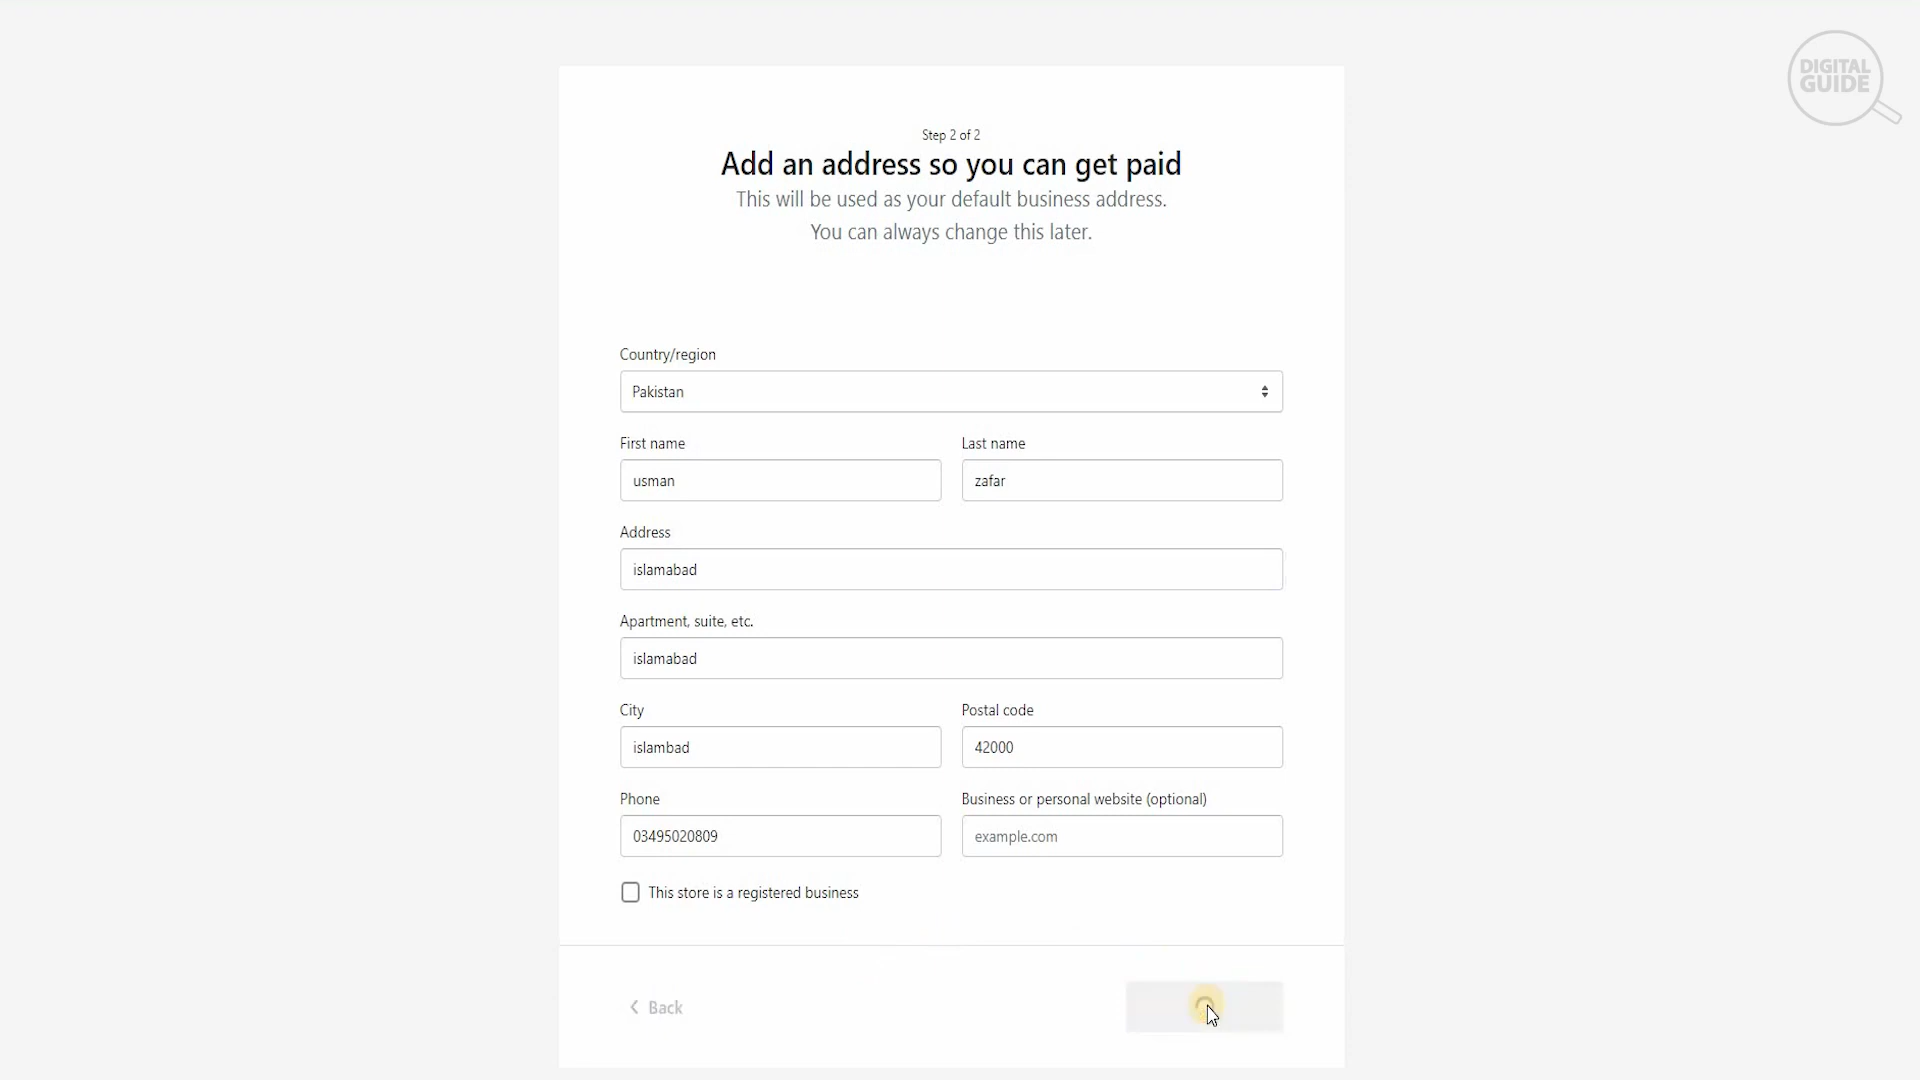 DIGITAL
GUIDE
Step 2 of 2
Add an address so you can get paid
This will be used as your default business address.
You can always change this later.
Country/region
Pakistan
First name
Last name
usman
zafar
Address
islamabad
Apartment, suite, etc.
islamabad
City
Postal code
islambad
42000
Phone
Business or personal website (optional)
03495020809
example.com
This store is a registered business
Back